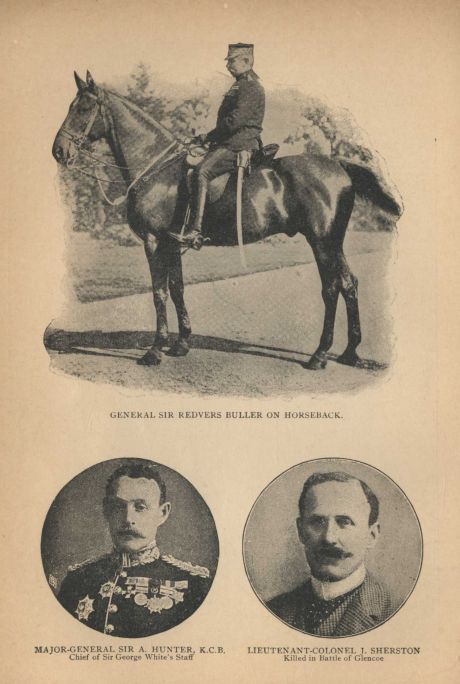 GENERAL SIR REDVERS BULLER ON HORSEBACK.
MAJOR-GENERAL SIR A. HUNTER, K.C.B.
Chief of Sir George White's Staff
LIEUTENANT-COLONEL J. SHERSTON
Killed in Battle of Glencoe